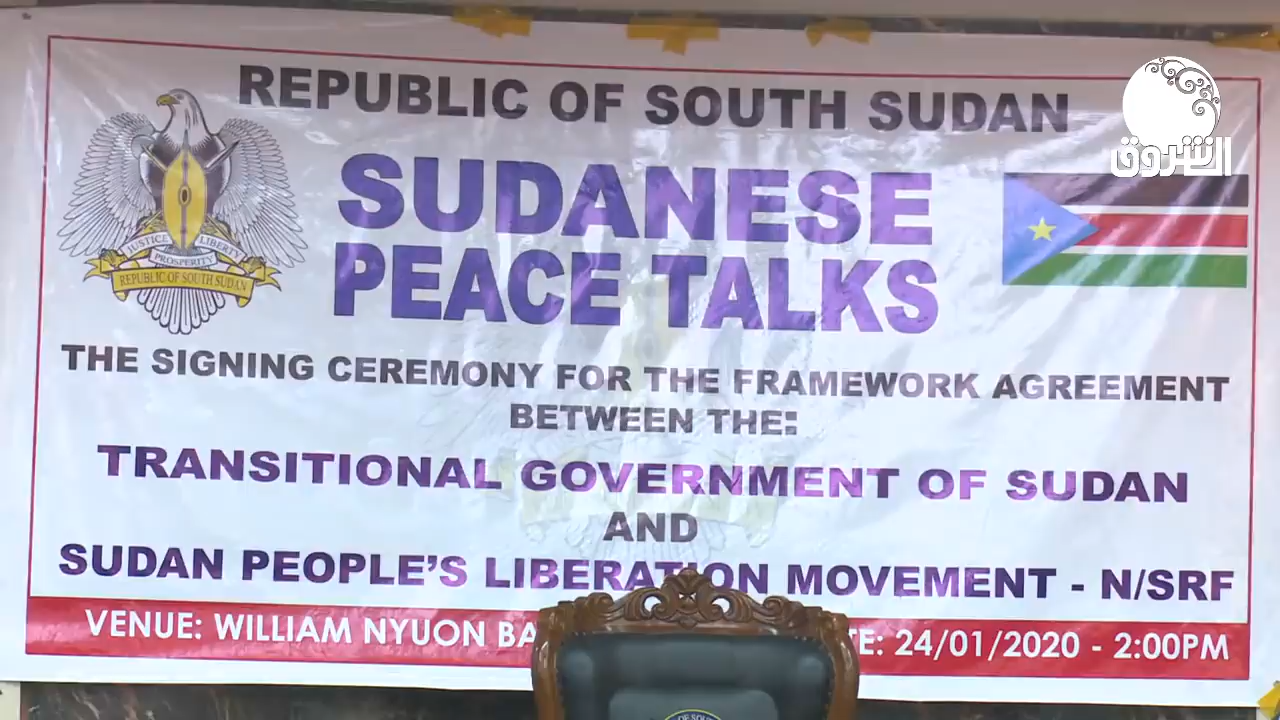 REPUBLIC OF SOUTH SUDAN
الشروق
SUDANESE
PEACE TALKS
JUSTICE LIBERTY
PROSPERITY
REPUBLIC OF SOUTH SUDAN
THE SIGNING CEREMONY FOR THE FRAMEWORK AGREEMENT
BETWEEN THE:
TRANSITIONAL GOVERNMENT OF SUDAN
AND
SUDAN PEOPLE'S LIBERATION MOVEMENT - N/SRF
VENUE: WILLIAM NYUON 24/01/2020 - 2:00PM